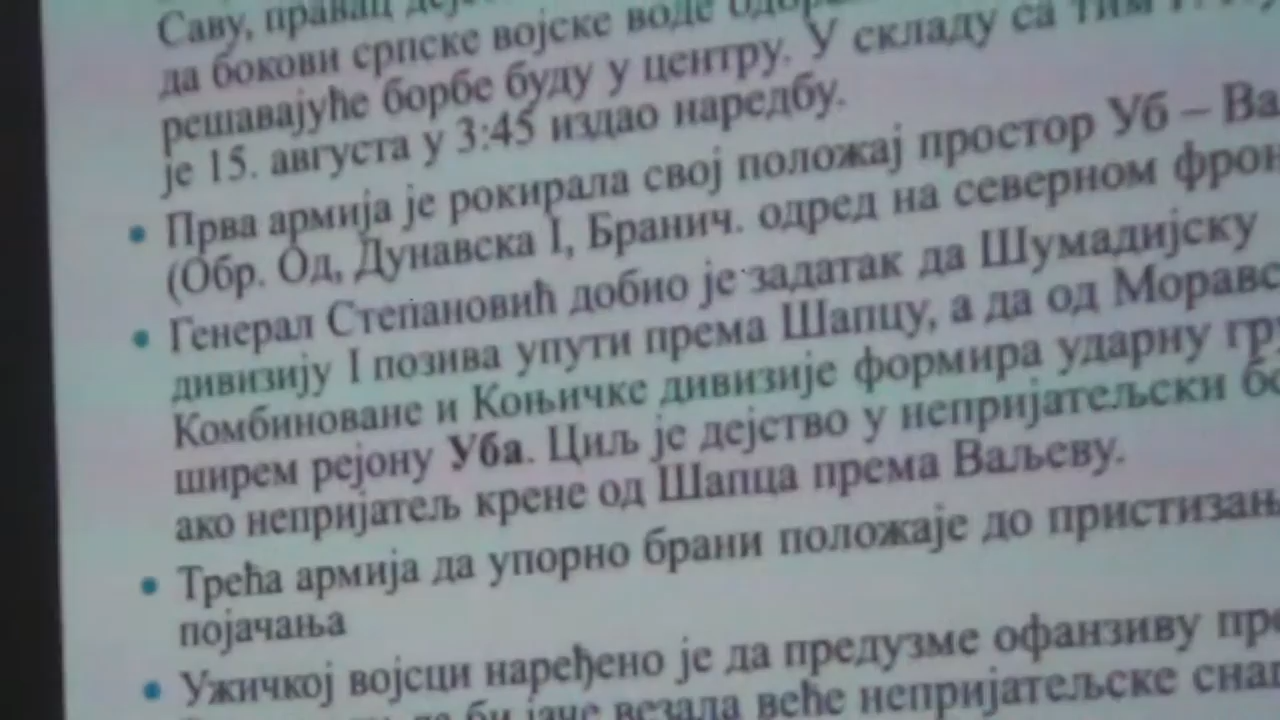 Саву, правац
да бокови српске војске воде
решавајуће борбе буду у центру. У складу са тим
је 15. августа у 3:45 издао наредбу.
Прва армија је рокирала свој положај простор Уб –
(Обр. Од, Дунавска I, Бранич. одред на северном
Генерал Степановић добио је задатак да Шумадијску
дивизију I позива упути према Шапцу, а да од
Комбиноване и Коњичке дивизије формира ударну
ширем рејону Уба. Циљ је дејство у непријатељски
ако непријатељ крене од Шапца према Ваљеву.
Трећа армија да упорно брани положаје до
појачања
Ужичкој војсци наређено је да предузме офанзиву
да би јаче везала веће непријатељске